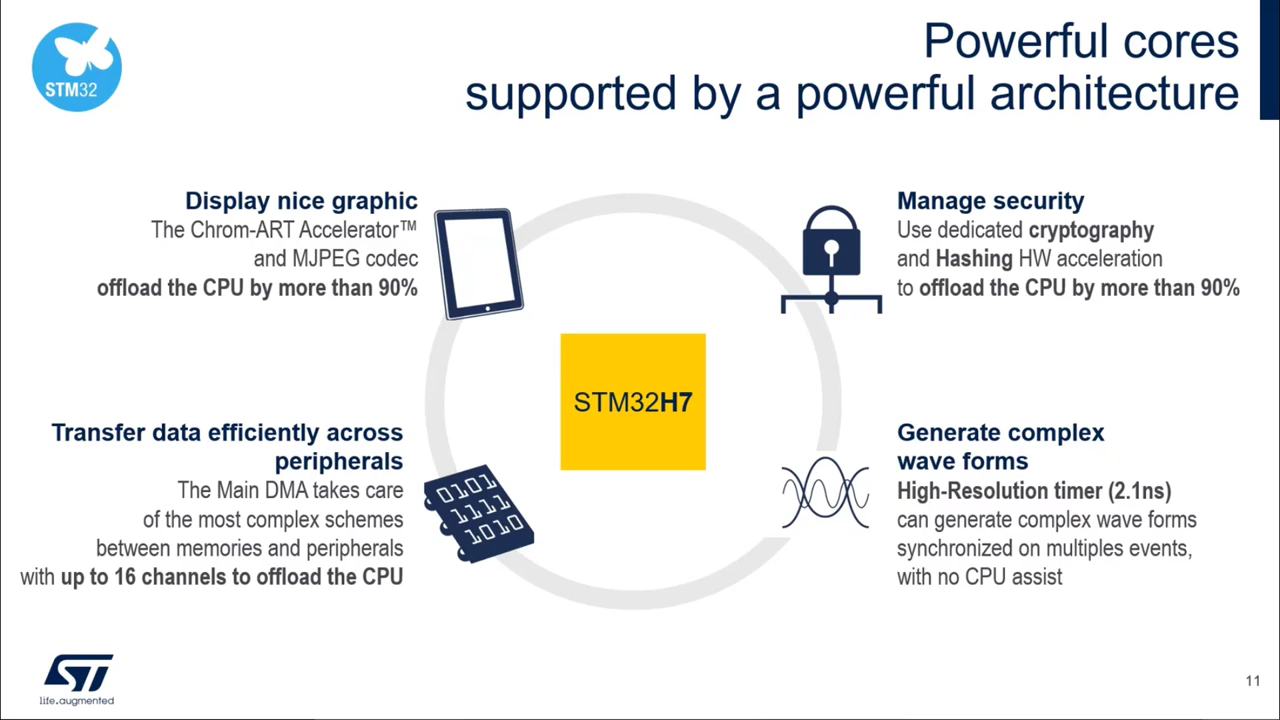 STM32
Powerful cores
supported by a powerful architecture
Display nice graphic
The Chrom-ART Accelerator™
and MJPEG codec
offload the CPU by more than 90%
Manage security
Use dedicated cryptography
and Hashing HW acceleration
to offload the CPU by more than 90%
STM32H7
Transfer data efficiently across
peripherals
The Main DMA takes care
of the most complex schemes
between memories and peripherals
with up to 16 channels to offload the CPU
0101
1111
1010
Generate complex
wave forms
High-Resolution timer (2.1ns)
can generate complex wave forms
synchronized on multiples events,
with no CPU assist
ST
life.augmented
11